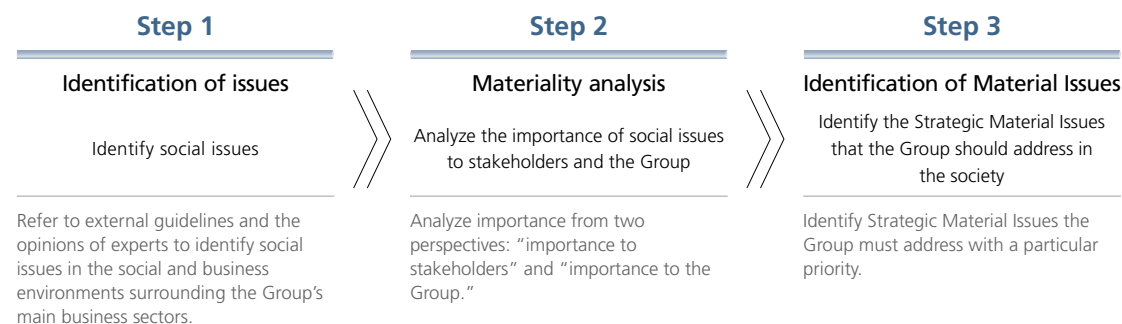 Step 1
Identification of issues
Identify social issues
Refer to external guidelines and the
opinions of experts to identify social
issues in the social and business
environments surrounding the Group’s
main business sectors.
Step 2
Materiality analysis
Analyze the importance of social issues
to stakeholders and the Group
Analyze importance from two
perspectives: “importance to
stakeholders” and “importance to the
Group.”
Step 3
Identification of Material Issues
Identify the Strategic Material Issues
that the Group should address in
the society
Identify Strategic Material Issues the
Group must address with a particular
priority.